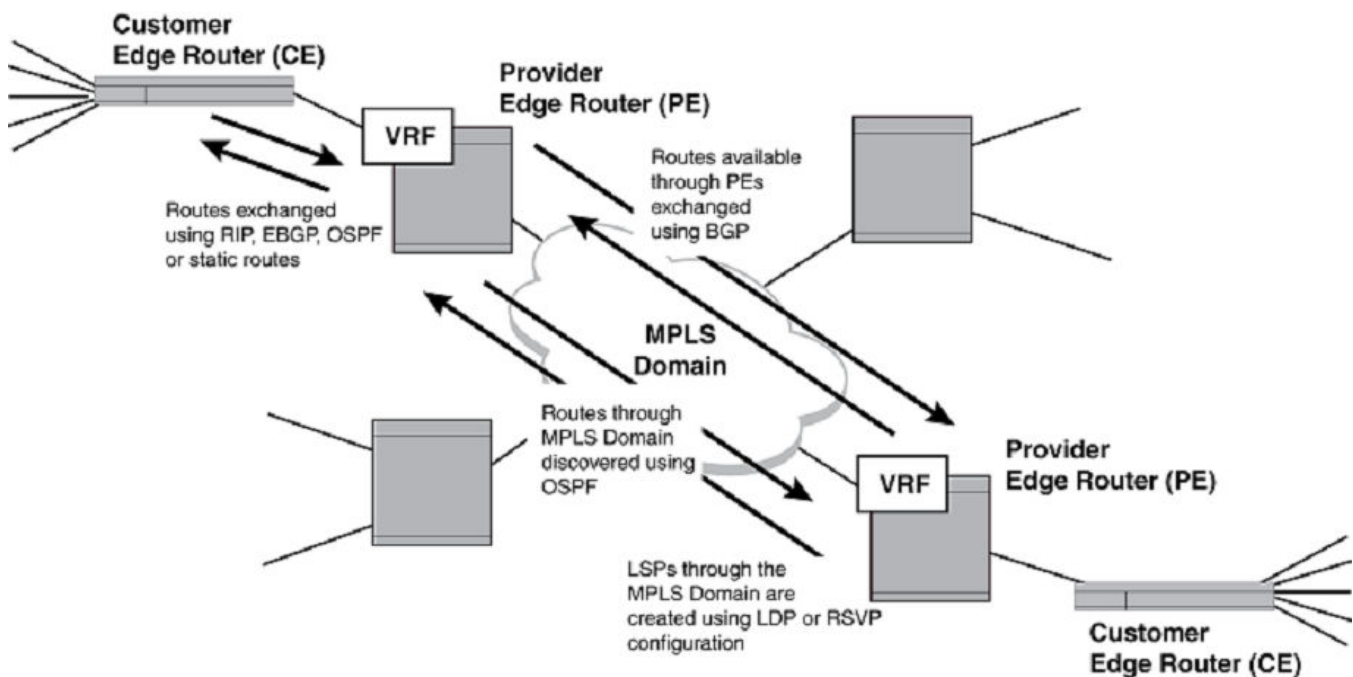 Customer
Edge Router (CE)
Provider
Edge Router (PE)
VRF
Routes available
through PEs
exchanged
using BGP
Routes exchanged
using RIP, EBGP, OSPF
or static routes
MPLS
Domain
Routes through
MPLS Domain
discovered using
OSPF
Provider
Edge Router (PE)
VRF
LSPs through the
MPLS Domain are
created using LDP or RSVP
configuration
Customer
Edge Router (CE)